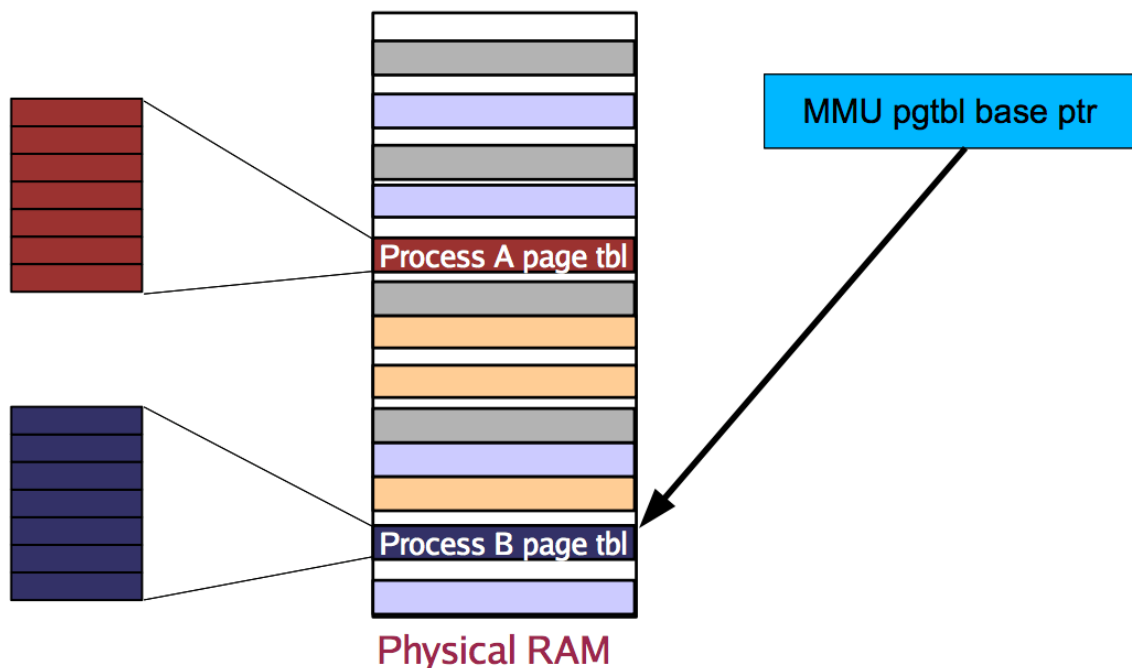 MMU pgtbl base ptr
Process A page tbl
Process B page tbl
Physical RAM